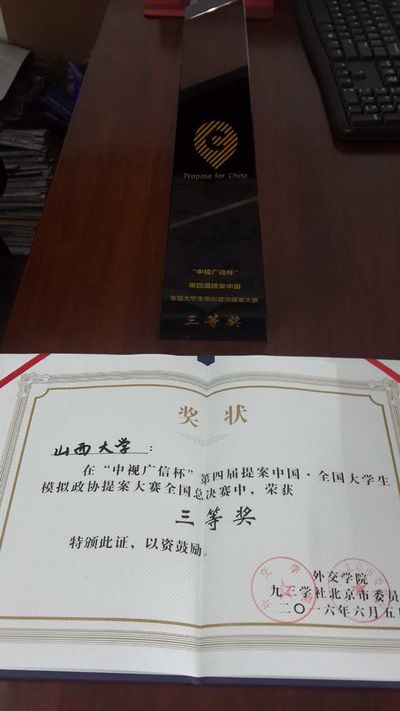 Propose for China
“中视广信杯”
第四届提案中国
全国大学生模拟政协提案大赛
三等奖
奖状
山西大学：
在“中视广信杯”第四届提案中国·全国大学生
模拟政协提案大赛全国总决赛中，荣获
三等奖
特颁此证，以资鼓励。
外交学院
九三学社北京市委员
二〇一六年六月五